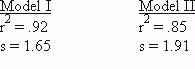 Model I Model II
r² = .92 r² = .85
s = 1.65 s = 1.91